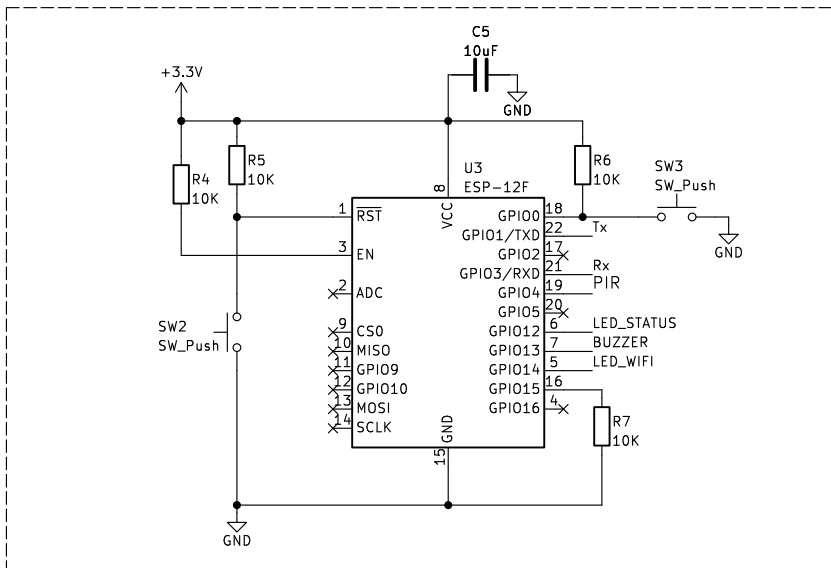 C5
10uF
GND
+3.3V
R4
10K
R5
10K
U3
ESP-12F
R6
10K
SW3
SW_Push
GND
8
VCC
1 RST
3 EN
2 ADC
9 CS0
10 MISO
11 GPIO9
12 GPIO10
13 MOSI
14 SCLK
GPIO0 18
GPIO1/TXD 22 Tx
GPIO2 17
GPIO3/RXD 21 Rx
GPIO4 19 PIR
GPIO5 20
GPIO12 6 LED_STATUS
GPIO13 7 BUZZER
GPIO14 5 LED_WIFI
GPIO15 16
GPIO16 4
SW2
SW_Push
R7
10K
GND
15
GND